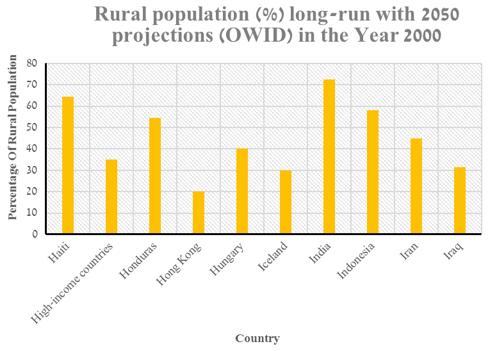 Rural population (%) long-run with 2050
projections (OWID) in the Year 2000
Percentage Of Rural Population
80
70
60
50
40
30
20
10
0
Haiti
High-income countries
Honduras
Hong Kong
Hungary
Iceland
India
Indonesia
Iran
Iraq
Country